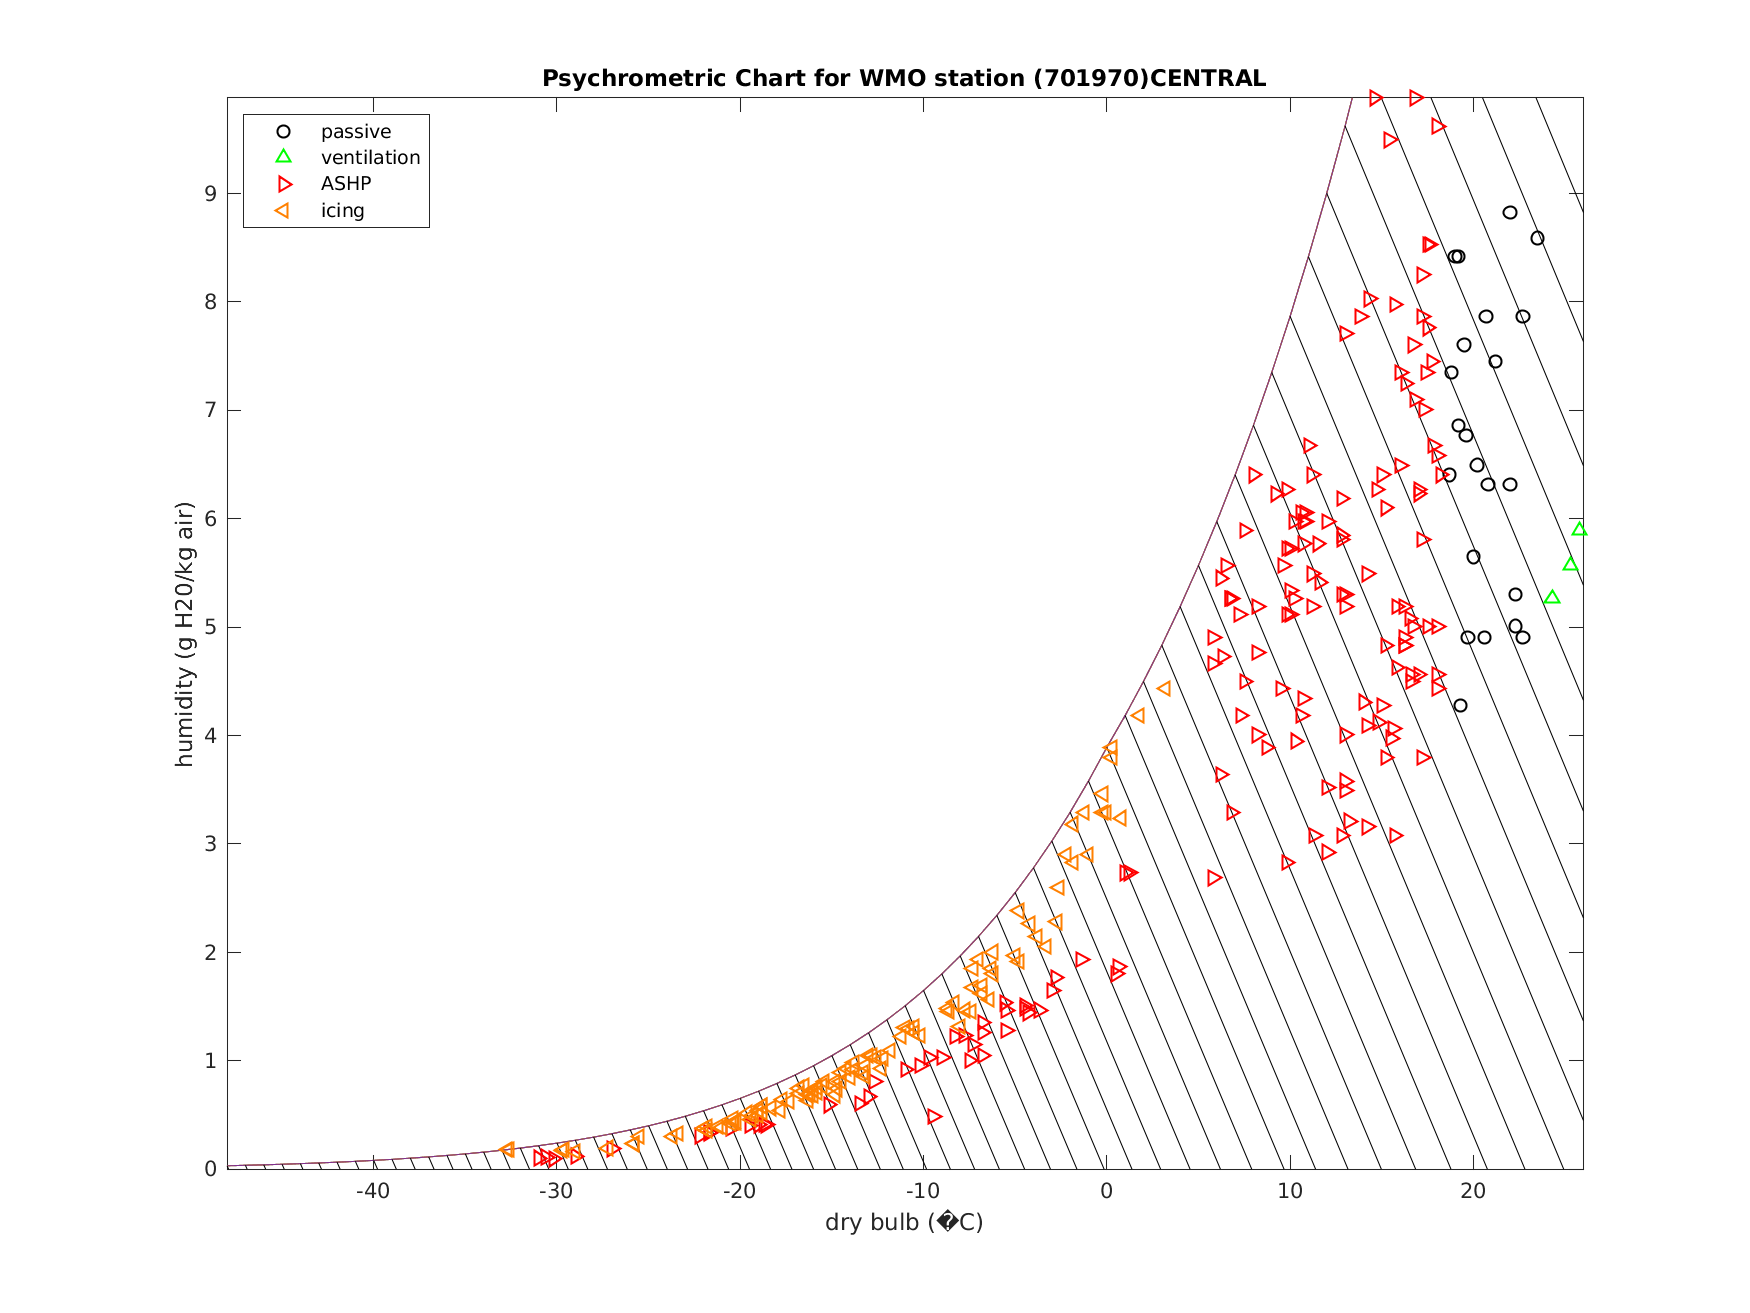 Psychrometric Chart for WMO station (701970)CENTRAL
passive
ventilation
ASHP
icing
9
8
7
6
5
4
3
2
1
0
humidity (g H20/kg air)
-40 -30 -20 -10 0 10 20
dry bulb (�C)